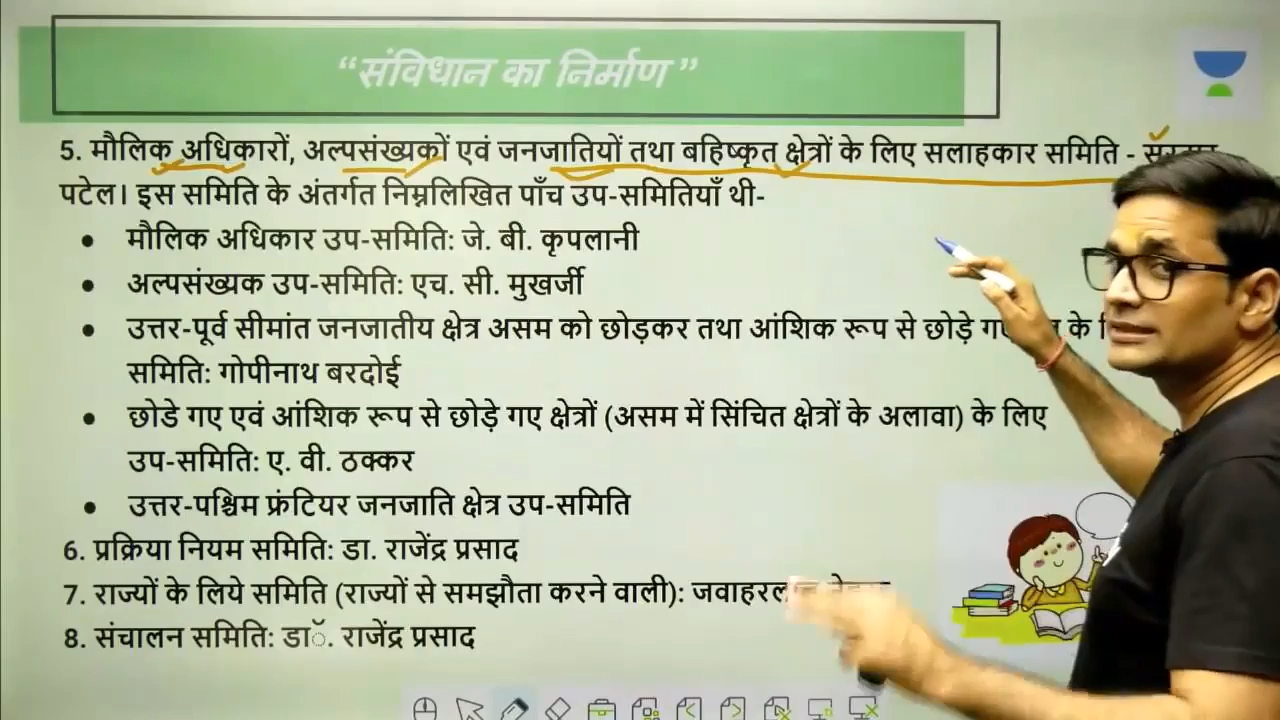 “संविधान का निर्माण ”
5. मौलिक अधिकारों, अल्पसंख्यकों एवं जनजातियों तथा बहिष्कृत क्षेत्रों के लिए सलाहकार समिति -
पटेल। इस समिति के अंतर्गत निम्नलिखित पाँच उप-समितियाँ थी-
● मौलिक अधिकार उप-समिति: जे. बी. कृपलानी
● अल्पसंख्यक उप-समिति: एच. सी. मुखर्जी
● उत्तर-पूर्व सीमांत जनजातीय क्षेत्र असम को छोड़कर तथा आंशिक रूप से छोड़े के
समिति: गोपीनाथ बरदोई
● छोडे गए एवं आंशिक रूप से छोड़े गए क्षेत्रों (असम में सिंचित क्षेत्रों के अलावा) के लिए
उप-समिति: ए. वी. ठक्कर
● उत्तर-पश्चिम फ्रंटियर जनजाति क्षेत्र उप-समिति
6. प्रक्रिया नियम समिति: डा. राजेंद्र प्रसाद
7. राज्यों के लिये समिति (राज्यों से समझौता करने वाली):
8. संचालन समिति: डाॅ. राजेंद्र प्रसाद